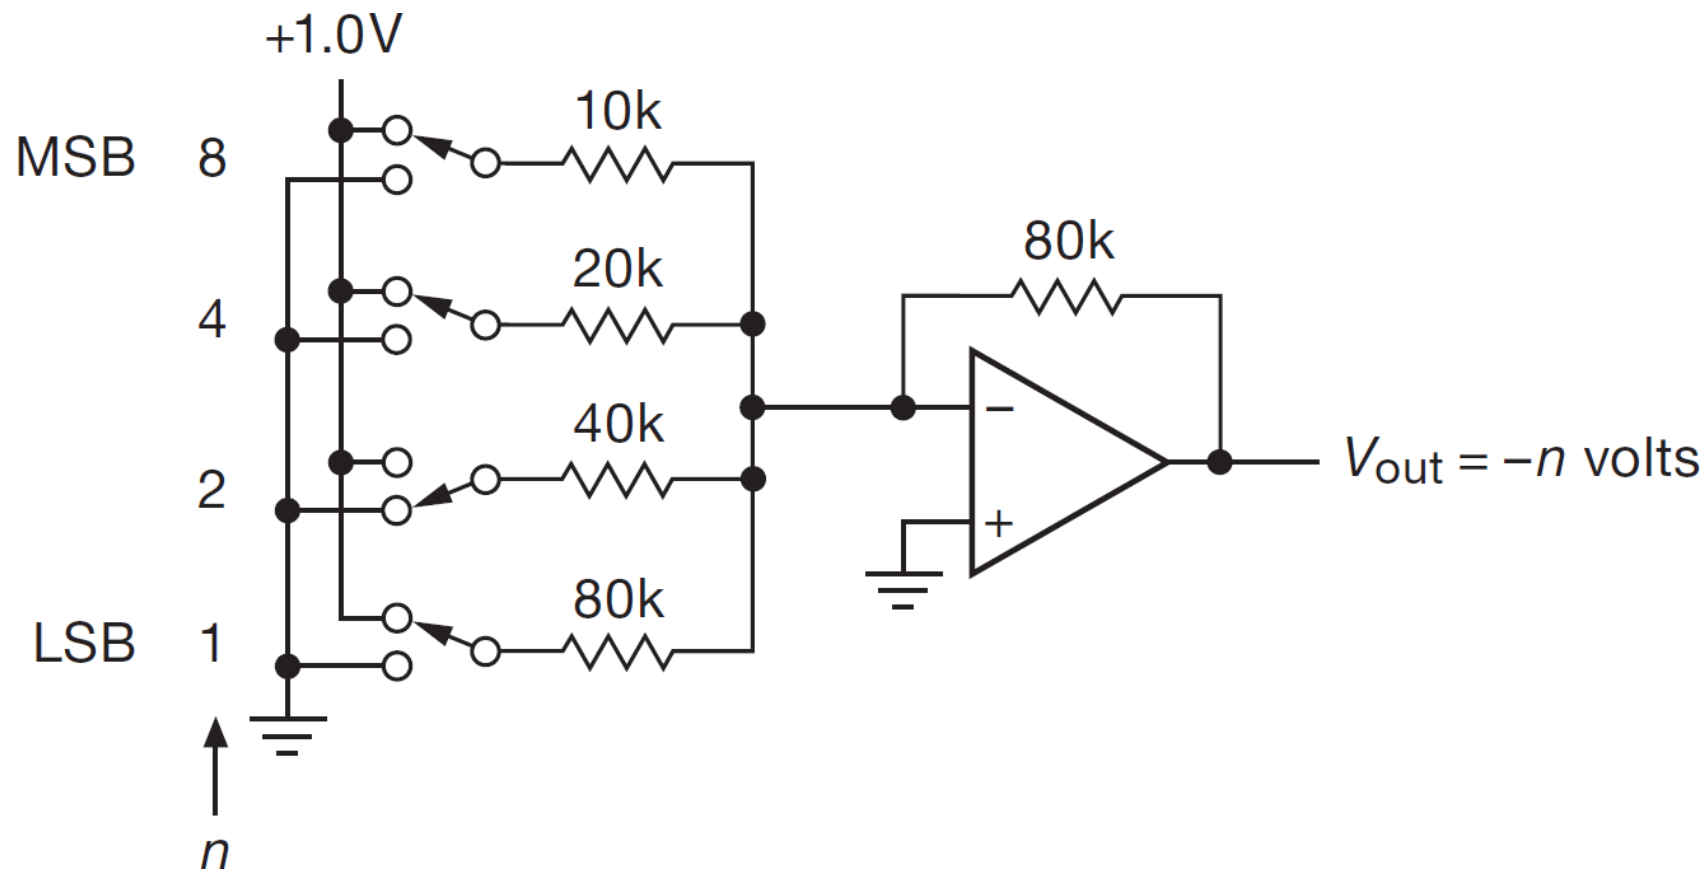 +1.0V
10k
MSB 8
20k
80k
4
40k
−
2
Vout = −n volts
+
80k
LSB 1
n